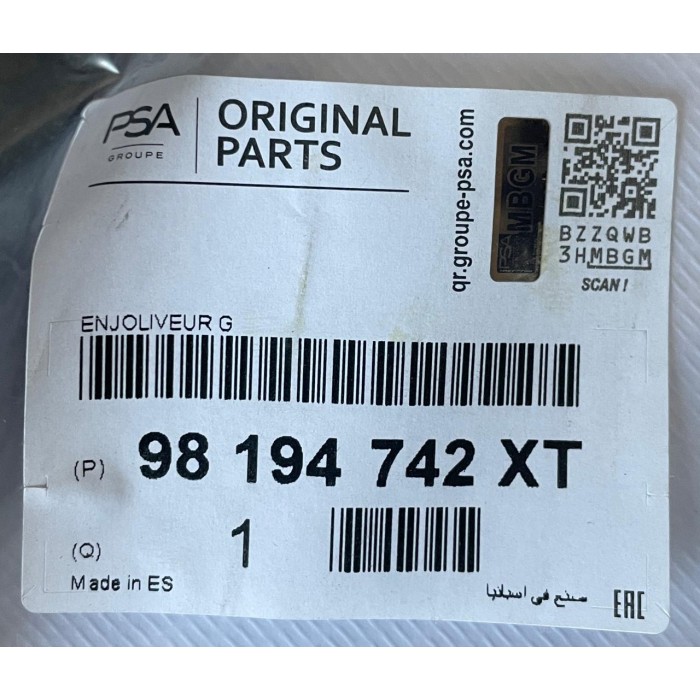 PSA
GROUPE
ORIGINAL
PARTS
qr.groupe-psa.com
PSA MBGM
BZZQWB
3HMBGM
SCAN!
ENJOLIVEUR G
(P) 98 194 742 XT
(Q) 1
Made in ES
صنع في اسبانيا
EAC